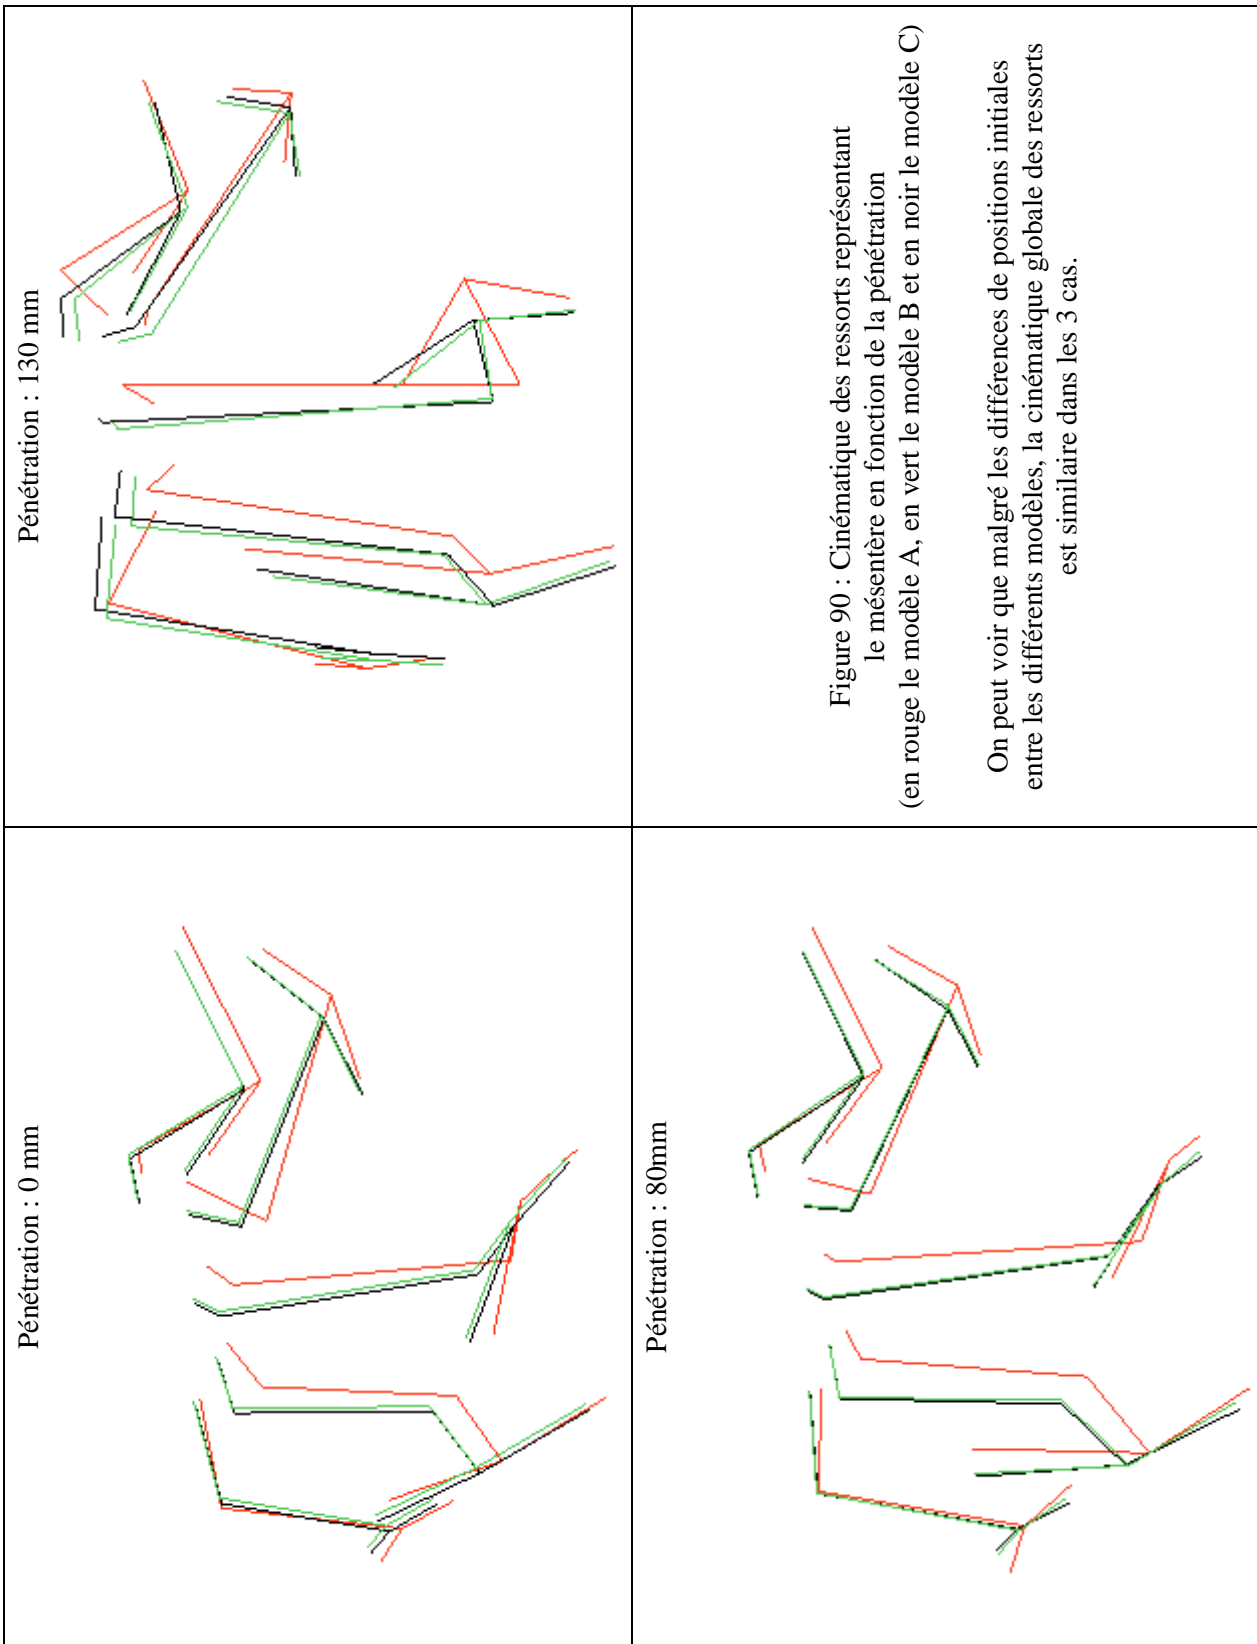 Pénétration : 0 mm
Pénétration : 130 mm
Pénétration : 80mm
Figure 90 : Cinématique des ressorts représentant
le mésentère en fonction de la pénétration
(en rouge le modèle A, en vert le modèle B et en noir le modèle C)
On peut voir que malgré les différences de positions initiales
entre les différents modèles, la cinématique globale des ressorts
est similaire dans les 3 cas.